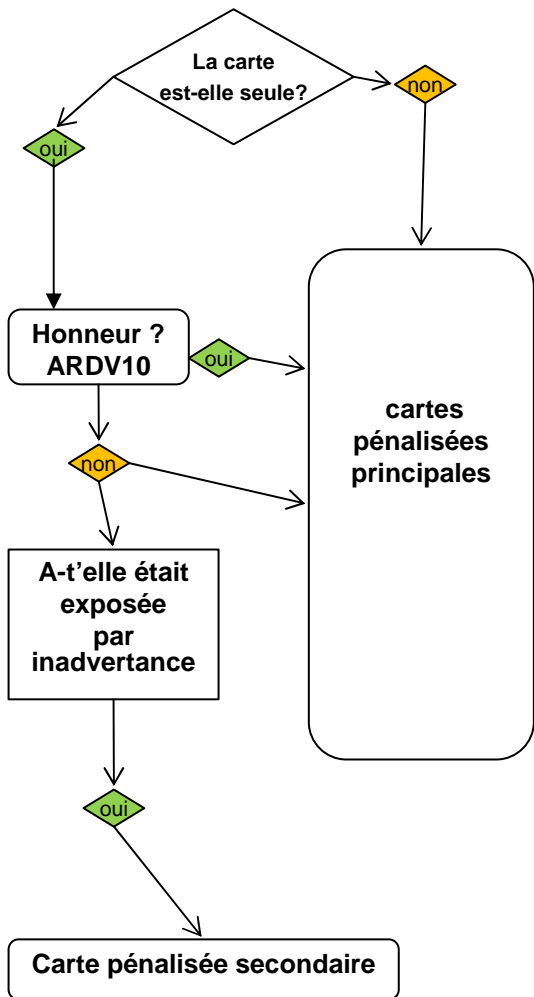 La carte
est-elle seule?
non
oui
Honneur ?
ARDV10
oui
cartes
pénalisées
principales
non
A-t’elle était
exposée
par
inadvertance
oui
Carte pénalisée secondaire